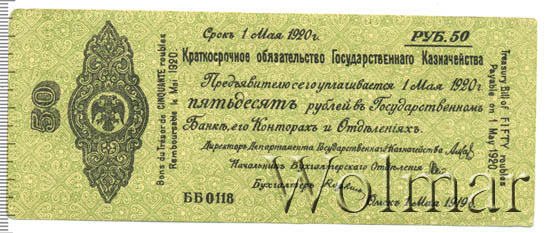 Срокъ 1 Мая 1920 г.
РУБ. 50
Краткосрочное обязательство Государственнаго Казначейства
Предъявителю сего уплачивается 1 Мая 1920 г.
пятьдесятъ рублей въ Государственномъ
Банкѣ, его Конторахъ и Отдѣленіяхъ.
Директоръ Департамента Государственнаго Казначейства
Начальникъ Бухгалтерскаго Отдѣленія
Бухгалтеръ
ББ 0118
Омскъ 1 Мая 1919 г.
50
Bons du Trésor de CINQUANTE roubles
Remboursable le Mai 1920
Treasury Bill of FIFTY roubles
Payable on 1 May 1920
Wolmar